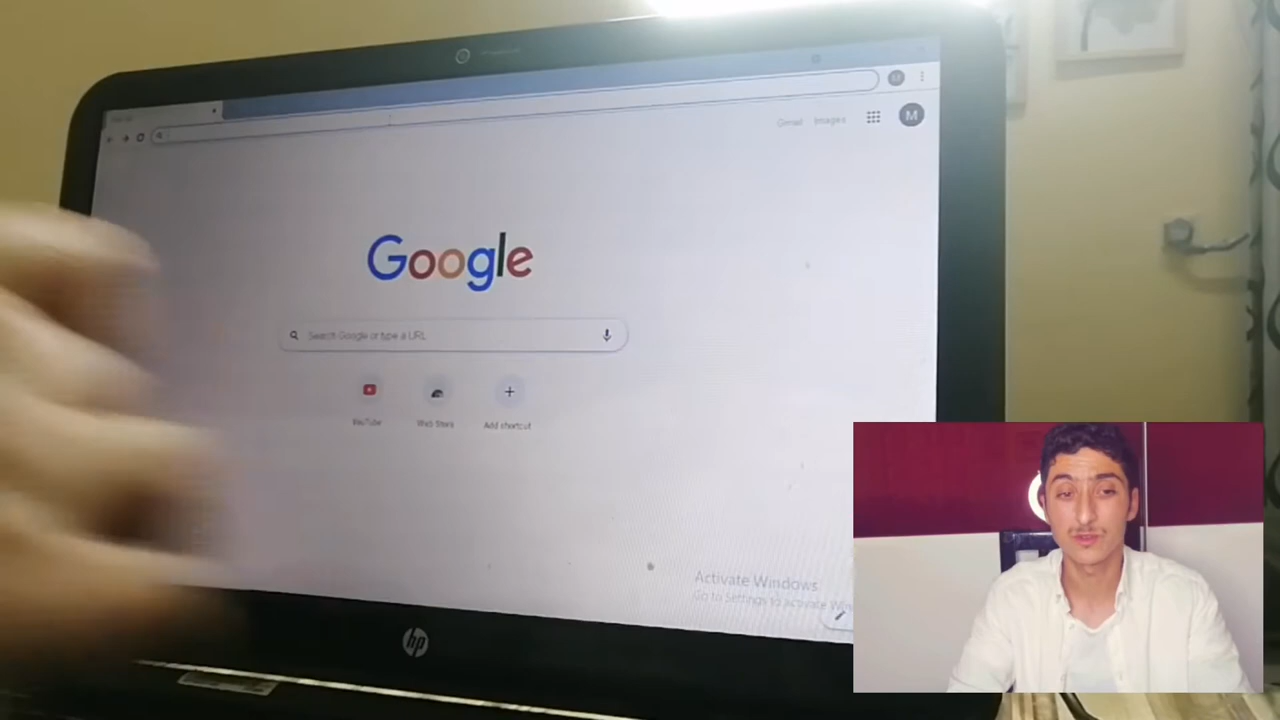 Gmail Images
M
Google
Search Google or type a URL
YouTube Web Store Add shortcut
Activate Windows
Go to Settings to activate
hp